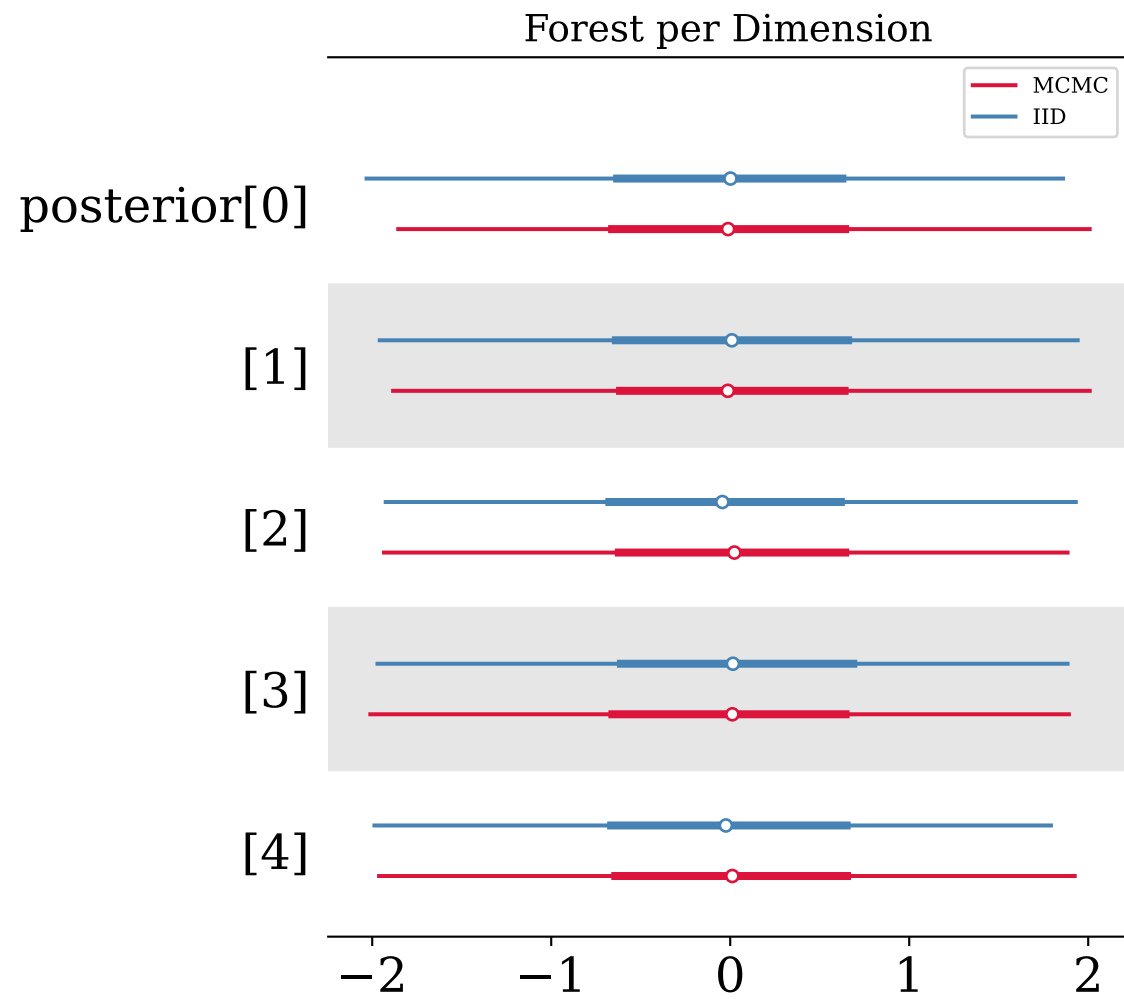 Forest per Dimension
MCMC
IID
posterior[0]
[1]
[2]
[3]
[4]
−2 −1 0 1 2